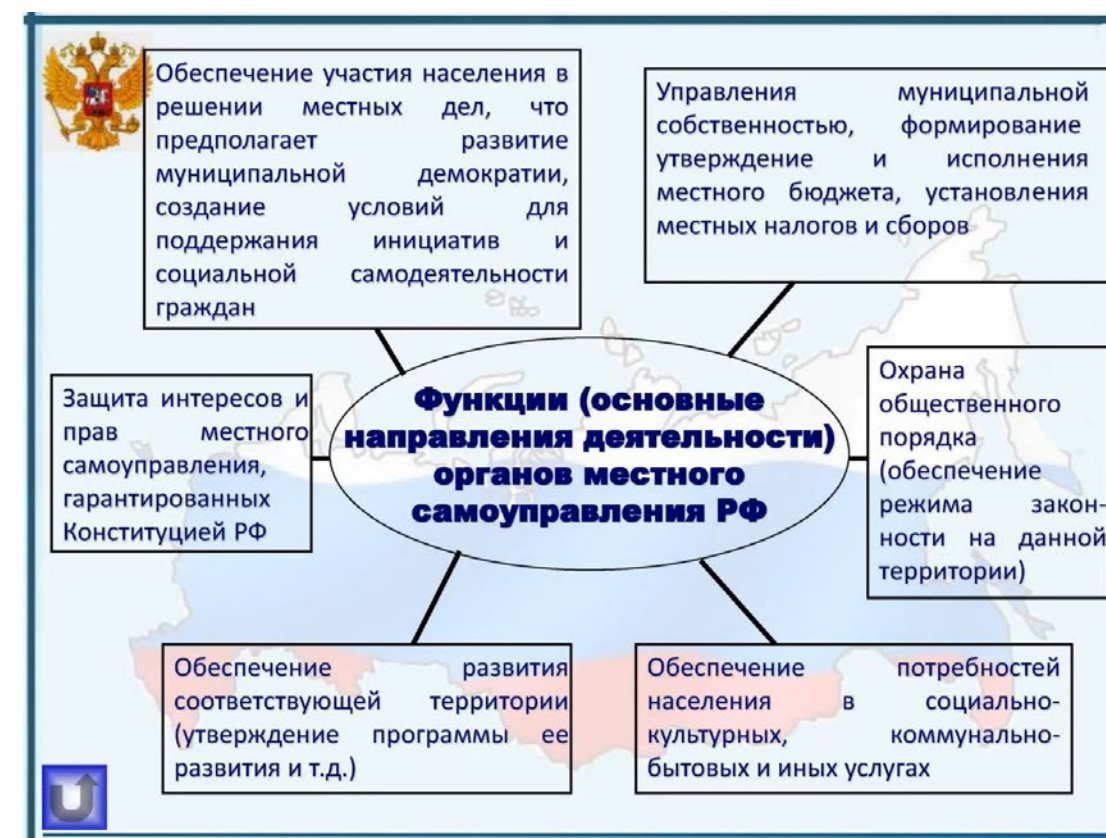 Обеспечение участия населения в
решении местных дел, что
предполагает развитие
муниципальной демократии,
создание условий для
поддержания инициатив и
социальной самодеятельности
граждан
Управления муниципальной
собственностью, формирование
утверждение и исполнения
местного бюджета, установления
местных налогов и сборов
Защита интересов и
прав местного
самоуправления,
гарантированных
Конституцией РФ
Функции (основные
направления деятельности)
органов местного
самоуправления РФ
Охрана
общественного
порядка
(обеспечение
режима закон-
ности на данной
территории)
Обеспечение развития
соответствующей территории
(утверждение программы ее
развития и т.д.)
Обеспечение потребностей
населения в социально-
культурных, коммунально-
бытовых и иных услугах